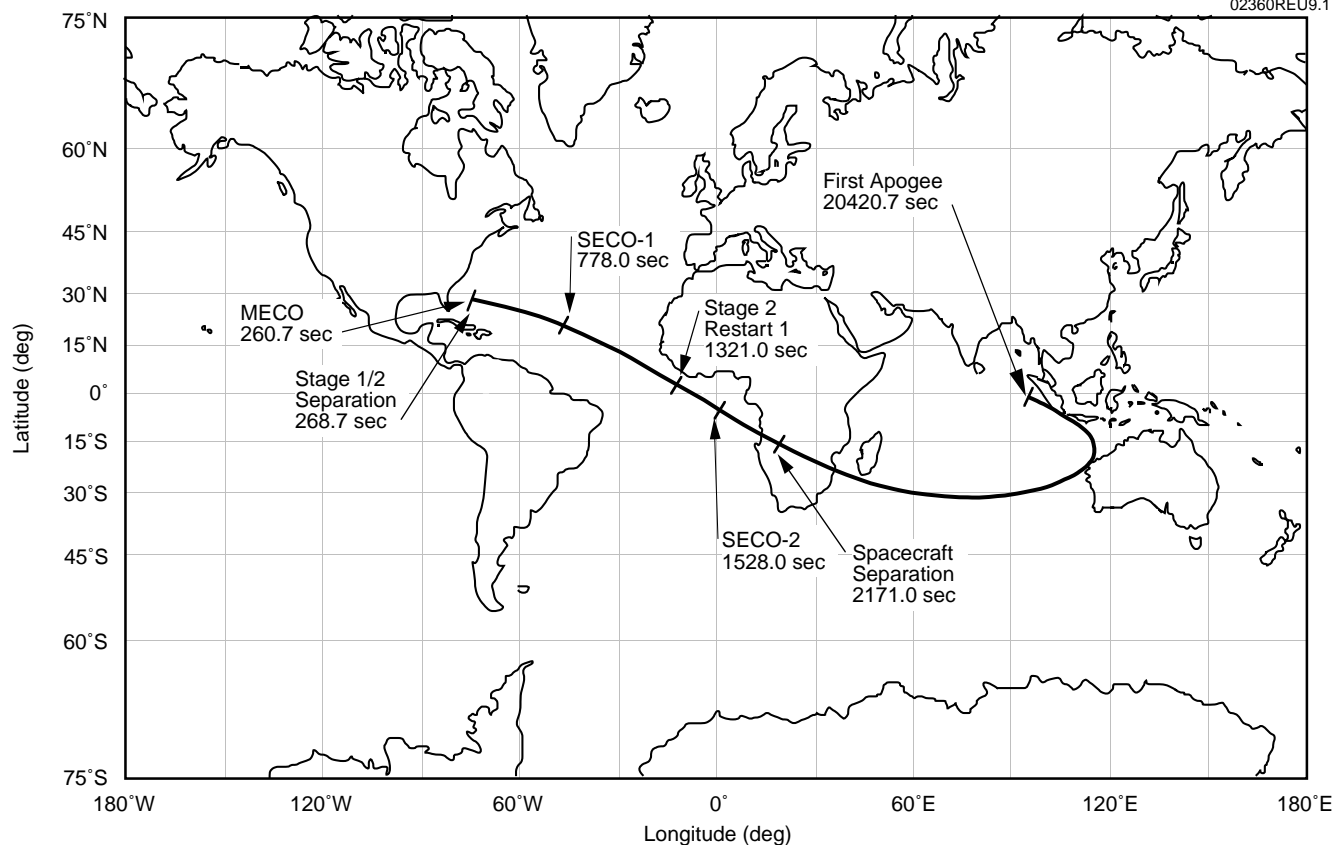 02360REU9.1
75˚N
60˚N
45˚N
30˚N
15˚N
0˚
15˚S
30˚S
45˚S
60˚S
75˚S
Latitude (deg)
First Apogee
20420.7 sec
SECO-1
778.0 sec
MECO
260.7 sec
Stage 2
Restart 1
1321.0 sec
Stage 1/2
Separation
268.7 sec
SECO-2
1528.0 sec
Spacecraft
Separation
2171.0 sec
180˚W
120˚W
60˚W
0˚
60˚E
120˚E
180˚E
Longitude (deg)